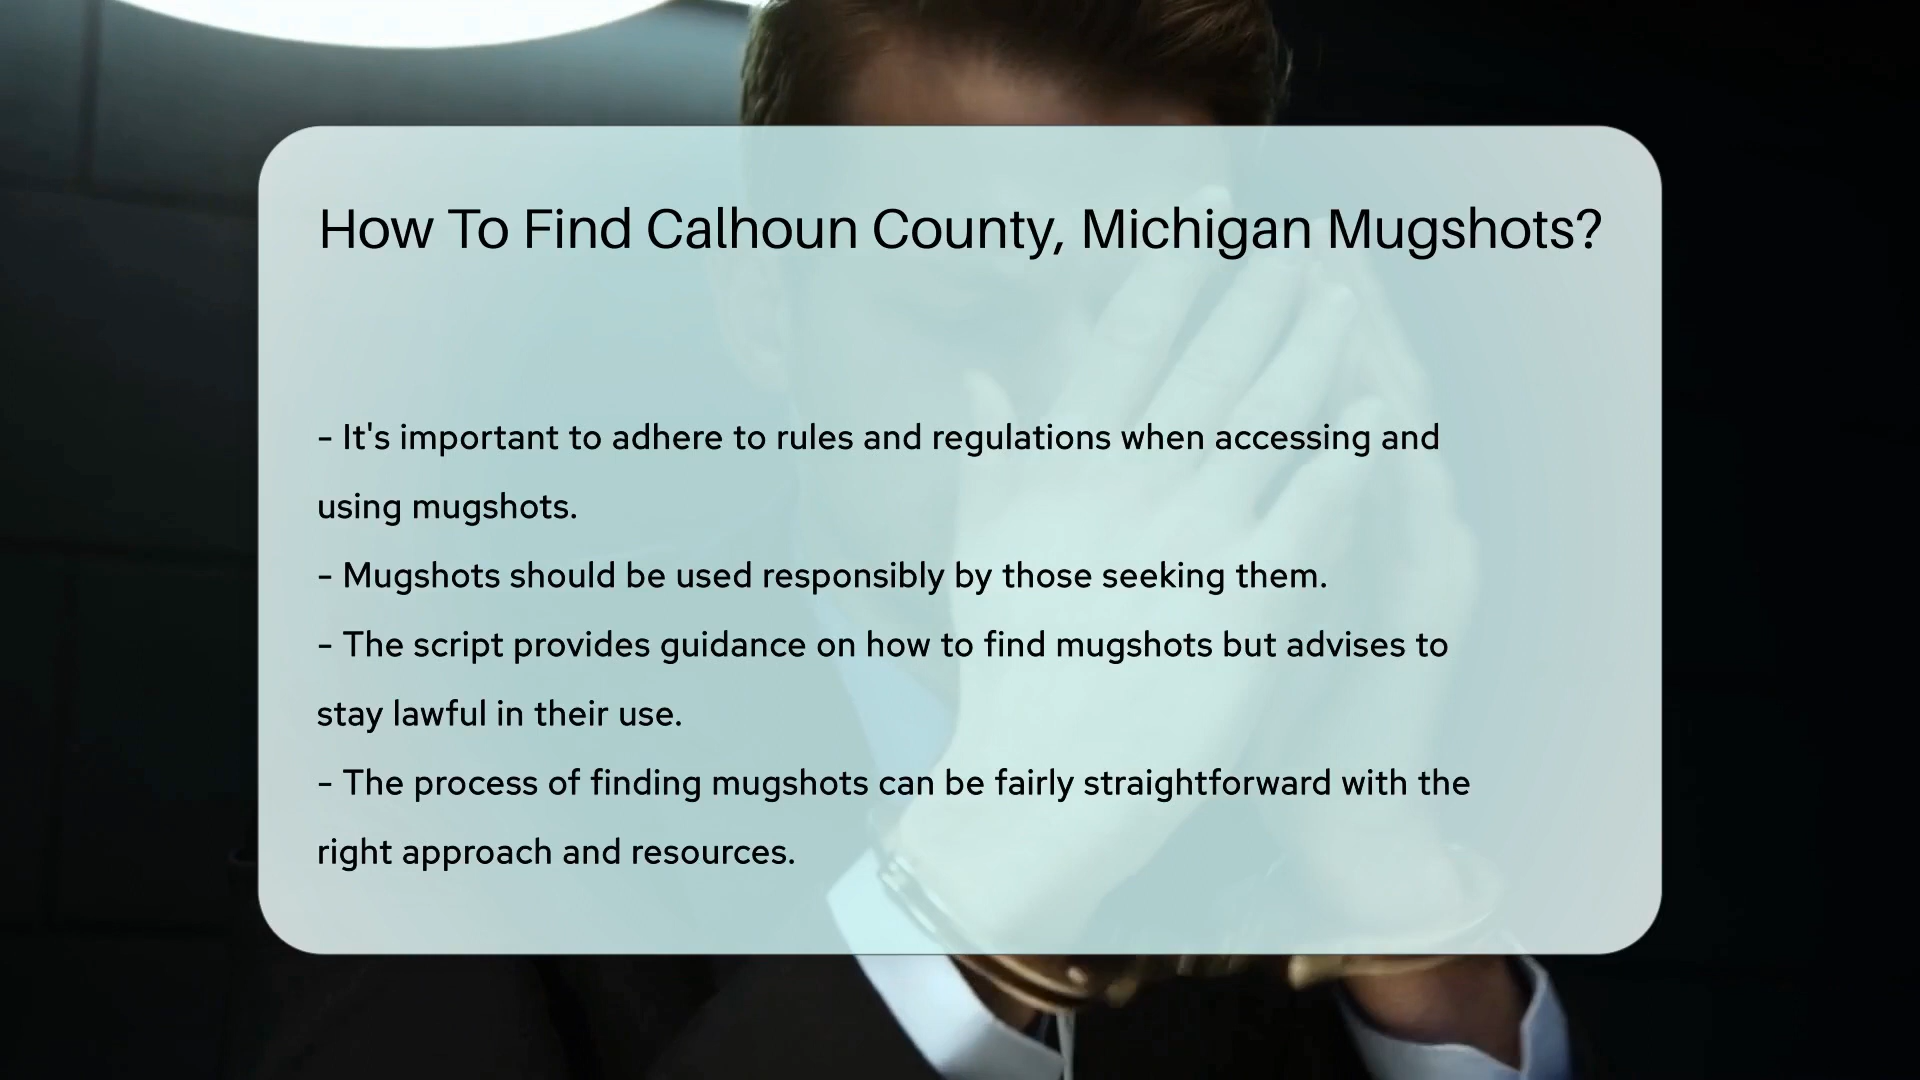 How To Find Calhoun County, Michigan Mugshots?
- It's important to adhere to rules and regulations when accessing and
using mugshots.
- Mugshots should be used responsibly by those seeking them.
- The script provides guidance on how to find mugshots but advises to
stay lawful in their use.
- The process of finding mugshots can be fairly straightforward with the
right approach and resources.